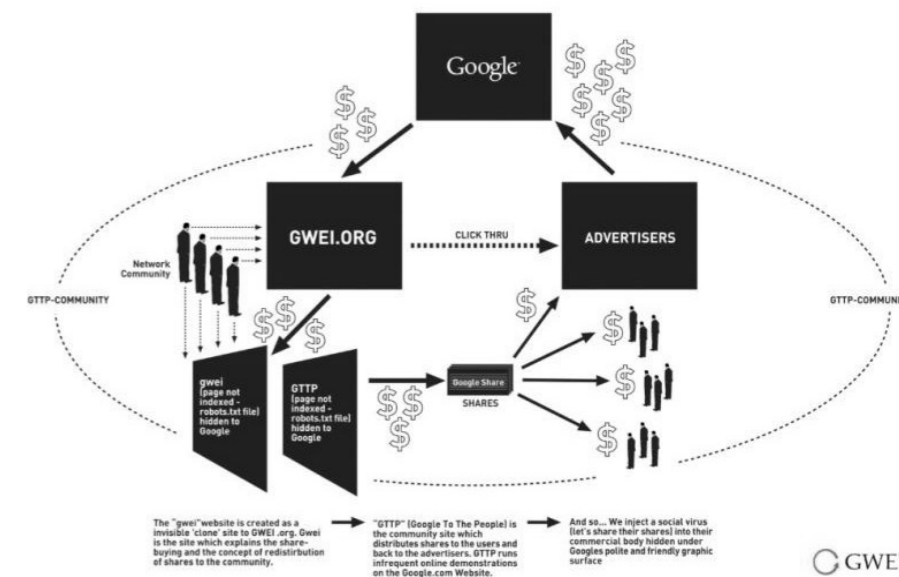 Google
GWEI.ORG
CLICK THRU
ADVERTISERS
Network
Community
GTTP-COMMUNITY
GTTP-COMMUN
gwei
(page not
indexed -
robots.txt file)
hidden to
Google
GTTP
(page not
indexed -
robots.txt file)
hidden to
Google
Google Share
SHARES
The "gwei"website is created as a
invisible 'clone' site to GWEI .org. Gwei
is the site which explains the share-
buying and the concept of redistirbution
of shares to the community.
"GTTP" (Google To The People) is
the community site which
distributes shares to the users and
back to the advertisers. GTTP runs
infrequent online demonstrations
on the Google.com Website.
And so... We inject a social virus
(let's share their shares) into their
commercial body hidden under
Googles polite and friendly graphic
surface
GWE